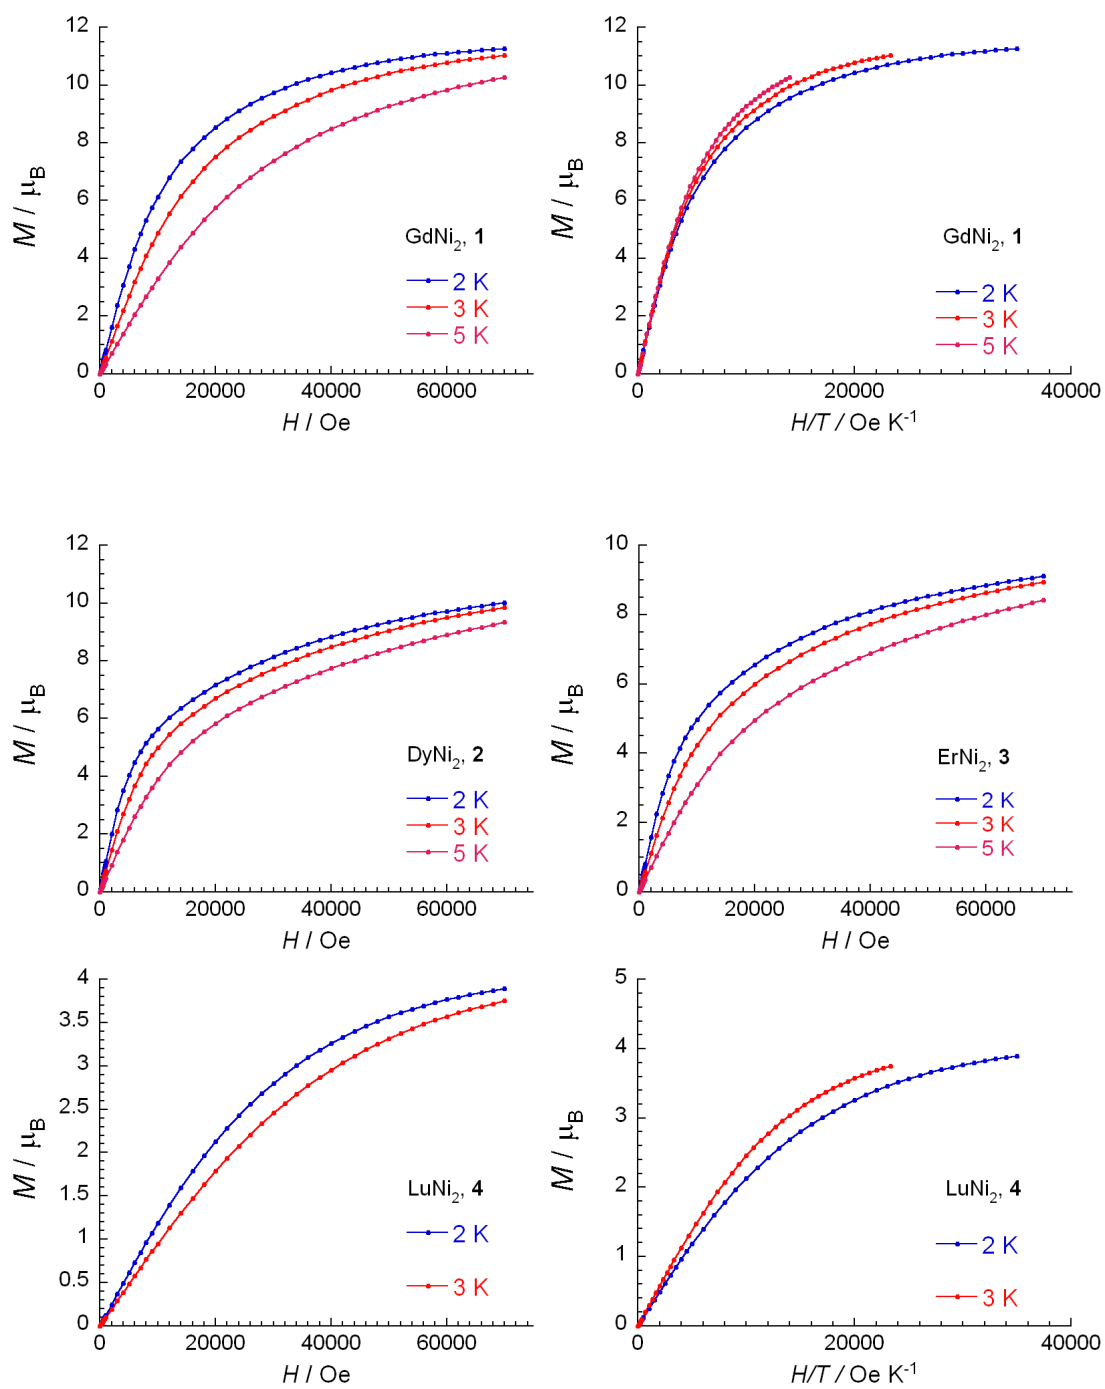 12
10
8
6
4
2
0
M / μB
GdNi2, 1
2 K
3 K
5 K
0 20000 40000 60000
H / Oe
12
10
8
6
4
2
0
M / μB
GdNi2, 1
2 K
3 K
5 K
0 20000 40000
H/T / Oe K-1
12
10
8
6
4
2
0
M / μB
DyNi2, 2
2 K
3 K
5 K
0 20000 40000 60000
H / Oe
10
8
6
4
2
0
M / μB
ErNi2, 3
2 K
3 K
5 K
0 20000 40000 60000
H / Oe
4
3.5
3
2.5
2
1.5
1
0.5
0
M / μB
LuNi2, 4
2 K
3 K
0 20000 40000 60000
H / Oe
5
4
3
2
1
0
M / μB
LuNi2, 4
2 K
3 K
0 20000 40000
H/T / Oe K-1